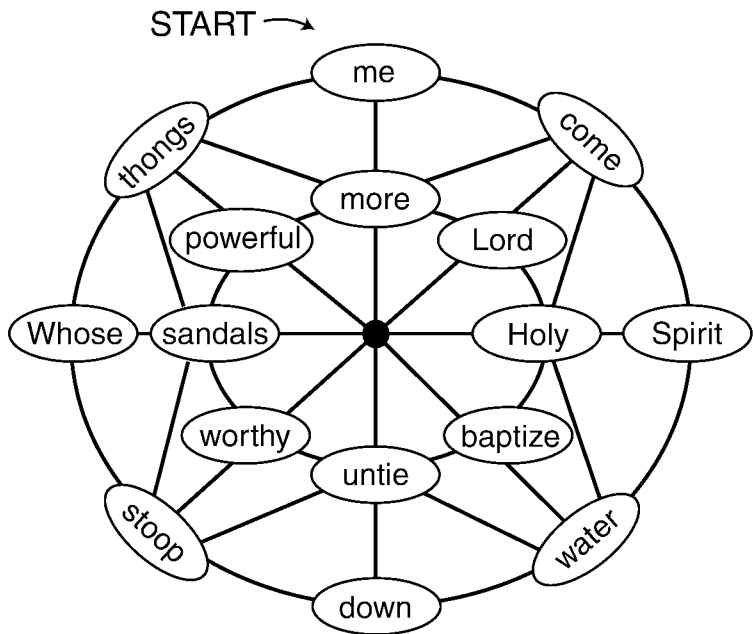 START
me
thongs
come
more
powerful
Lord
Whose
sandals
Holy
Spirit
worthy
baptize
untie
stoop
water
down